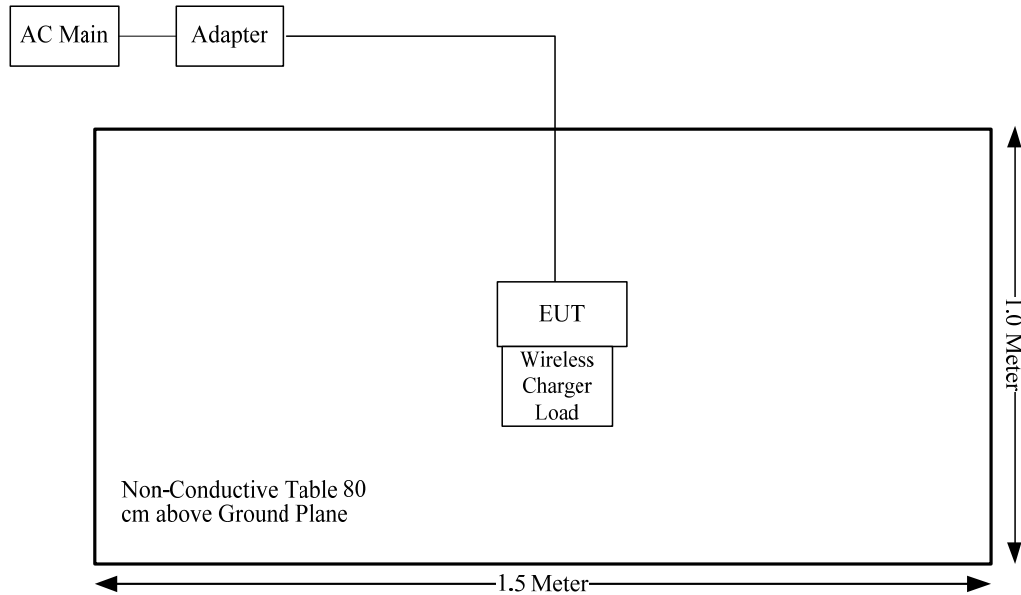 AC Main
Adapter
EUT
Wireless
Charger
Load
1.0 Meter
Non-Conductive Table 80
cm above Ground Plane
1.5 Meter